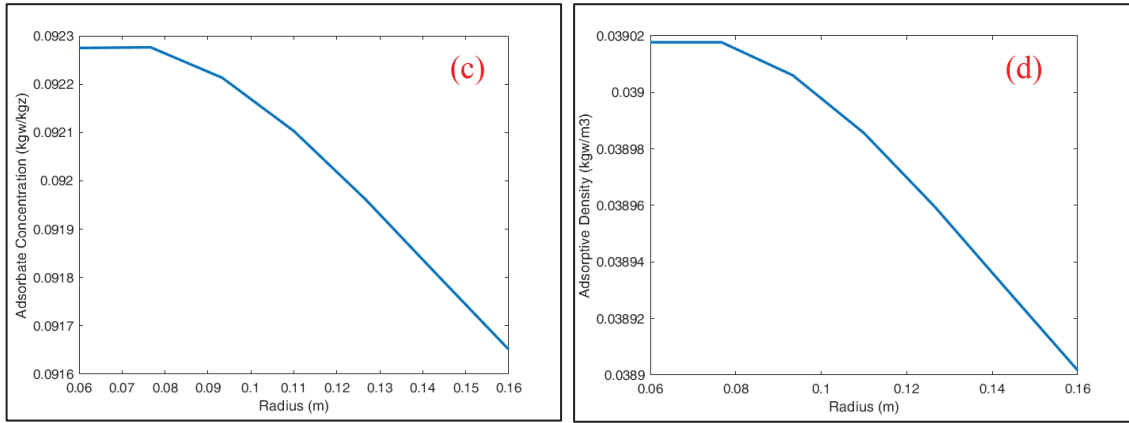 (c)
Adsorbate Concentration (kgw/kgz)
0.0923
0.0922
0.0921
0.092
0.0919
0.0918
0.0917
0.0916
0.06 0.07 0.08 0.09 0.1 0.11 0.12 0.13 0.14 0.15 0.16
Radius (m)
(d)
Adsorptive Density (kgw/m3)
0.03902
0.039
0.03898
0.03896
0.03894
0.03892
0.0389
0.06 0.08 0.1 0.12 0.14 0.16
Radius (m)